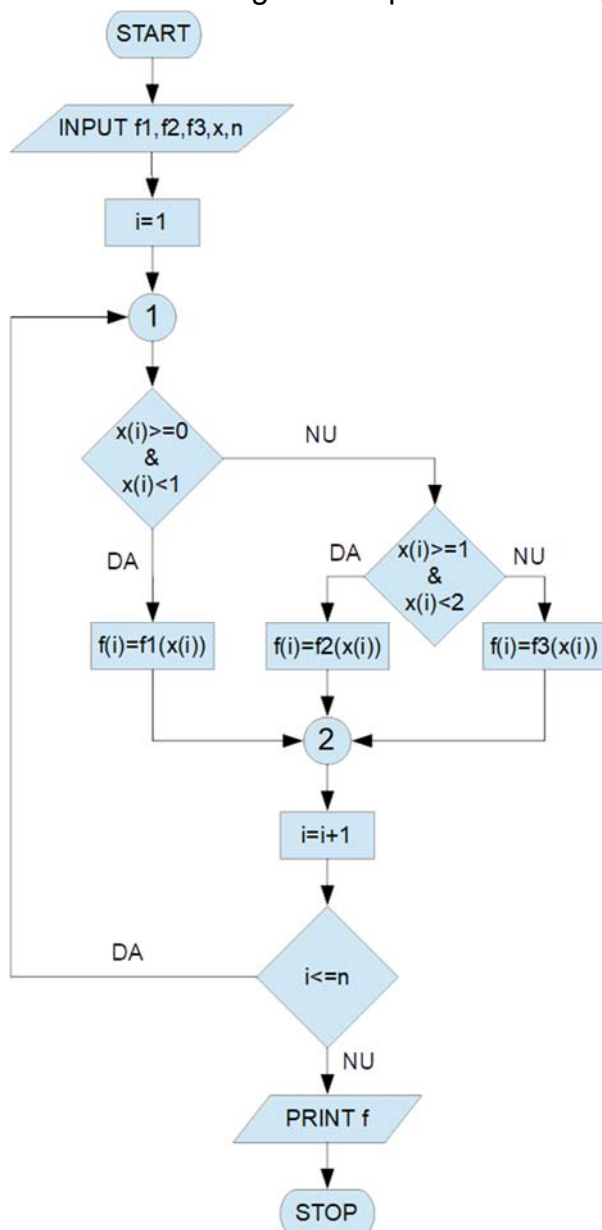 START
INPUT f1,f2,f3,x,n
i=1
1
x(i)>=0
&
x(i)<1
NU
DA
x(i)>=1
&
x(i)<2
DA
NU
f(i)=f1(x(i))
f(i)=f2(x(i))
f(i)=f3(x(i))
2
i=i+1
DA
i<=n
NU
PRINT f
STOP